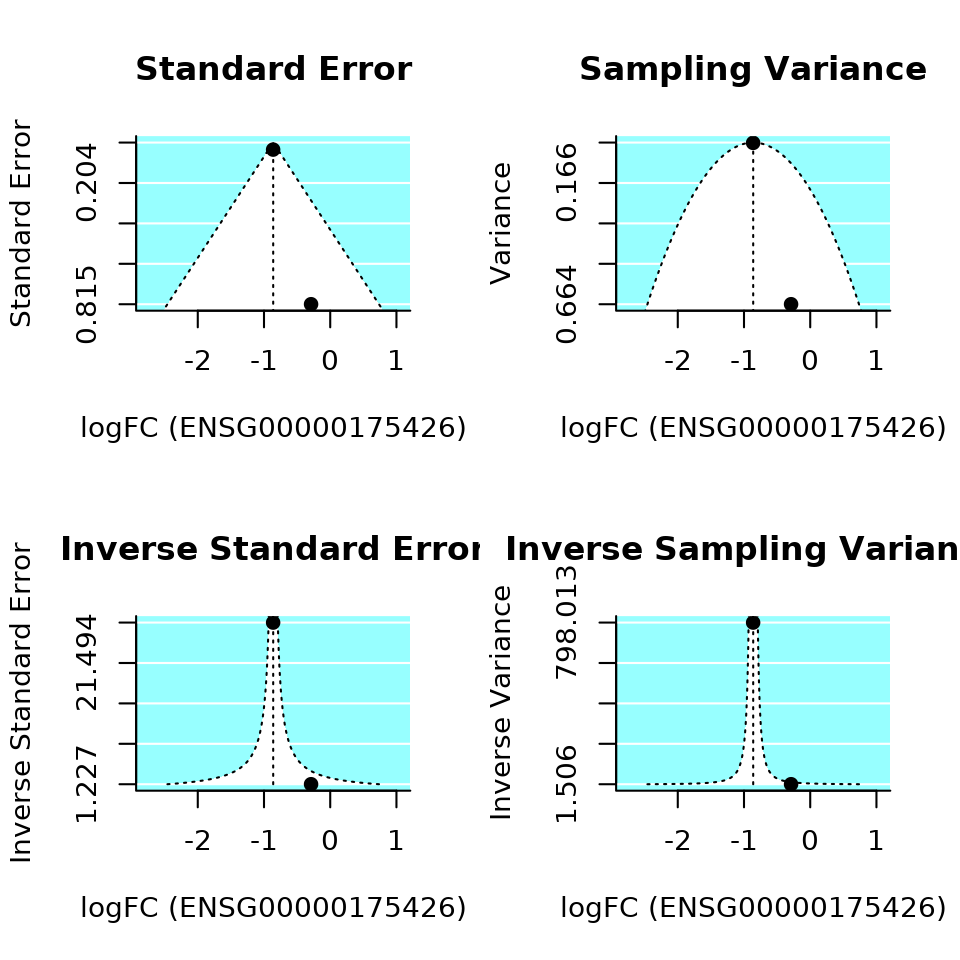 Standard Error
Standard Error
0.204
0.815
-2 -1 0 1
logFC (ENSG00000175426)
Sampling Variance
Variance
0.166
0.664
-2 -1 0 1
logFC (ENSG00000175426)
Inverse Standard Error
Inverse Standard Error
21.494
1.227
-2 -1 0 1
logFC (ENSG00000175426)
Inverse Sampling Varian
Inverse Variance
798.013
1.506
-2 -1 0 1
logFC (ENSG00000175426)